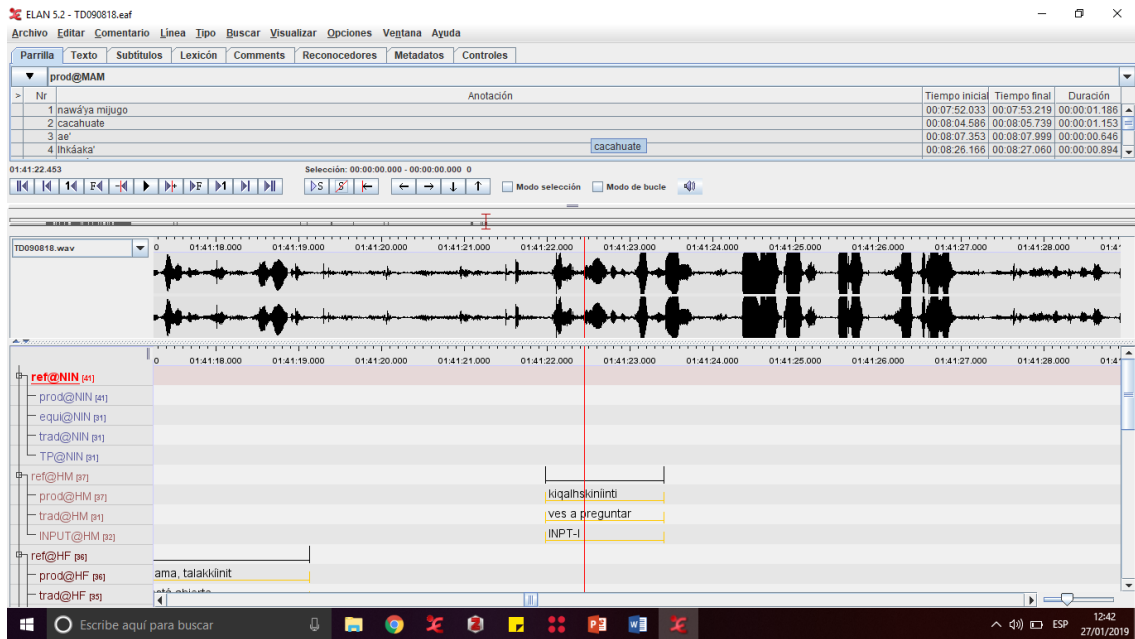 ELAN 5.2 - TD090818.eaf
Archivo Editar Comentario Linea Tipo Buscar Visualizar Opciones Ventana Ayuda
Parrilla Texto Subtítulos Lexicón Comments Reconocedores Metadatos Controles
prod@MAM
> Nr Anotación Tiempo inicial Tiempo final Duración
1 nawá'ya mijugo 00:07:52.033 00:07:53.219 00:00:01.186
2 cacahuate 00:08:04.586 00:08:05.739 00:00:01.153
3 ae' 00:08:07.353 00:08:07.999 00:00:00.646
4 lhkáaka' 00:08:26.166 00:08:27.060 00:00:00.894
cacahuate
01:41:22.453 Selección: 00:00:00.000 - 00:00:00.000 0
Modo selección Modo de bucle
TD090818.wav
0 01:41:18.000 01:41:19.000 01:41:20.000 01:41:21.000 01:41:22.000 01:41:23.000 01:41:24.000 01:41:25.000 01:41:26.000 01:41:27.000 01:41:28.000
0 01:41:18.000 01:41:19.000 01:41:20.000 01:41:21.000 01:41:22.000 01:41:23.000 01:41:24.000 01:41:25.000 01:41:26.000 01:41:27.000 01:41:28.000
ref@NIN [41]
prod@NIN [41]
equi@NIN [31]
trad@NIN [31]
TP@NIN [31]
ref@HM [37]
prod@HM [37] kiqalhskiníinti
trad@HM [31] ves a preguntar
INPUT@HM [32] INPT-I
ref@HF [36]
prod@HF [36] ama, talakkíinit
trad@HF [35]
Escribe aquí para buscar
ESP
12:42
27/01/2019